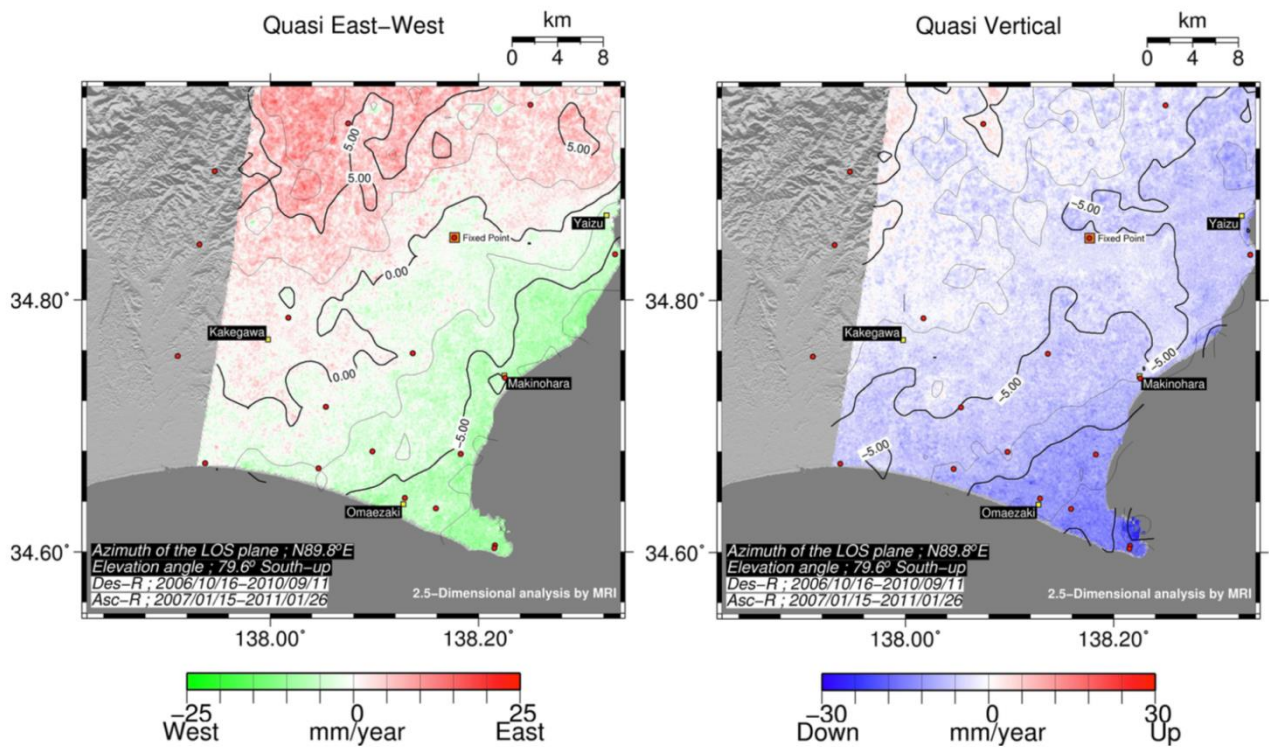 Quasi East−West
km
0 4 8
5.00
5.00
5.00
Yaizu
Fixed Point
0.00
34.80°
Kakegawa
0.00
Makinohara
−5.00
Omaezaki
34.60°
Azimuth of the LOS plane ; N89.8°E
Elevation angle ; 79.6° South−up
Des−R ; 2006/10/16−2010/09/11
Asc−R ; 2007/01/15−2011/01/26
2.5−Dimensional analysis by MRI
138.00°
138.20°
−25 0 25
West mm/year East
Quasi Vertical
km
0 4 8
−5.00
Yaizu
Fixed Point
34.80°
Kakegawa
−5.00
Makinohara
−5.00
−5.00
Omaezaki
34.60°
Azimuth of the LOS plane ; N89.8°E
Elevation angle ; 79.6° South−up
Des−R ; 2006/10/16−2010/09/11
Asc−R ; 2007/01/15−2011/01/26
2.5−Dimensional analysis by MRI
138.00°
138.20°
−30 0 30
Down mm/year Up